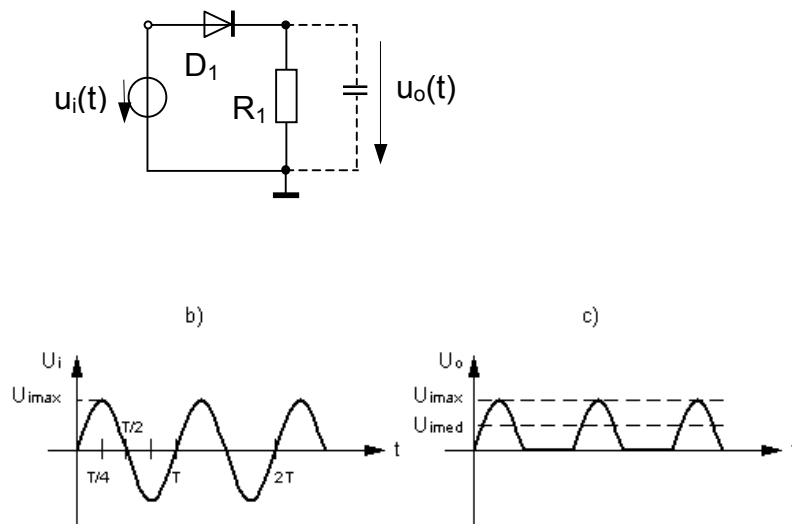 D₁
uᵢ(t)
R₁
uₒ(t)
b)
Uᵢ
Uimax
T/2
T/4
T
2T
t
c)
Uₒ
Uimax
Uimed